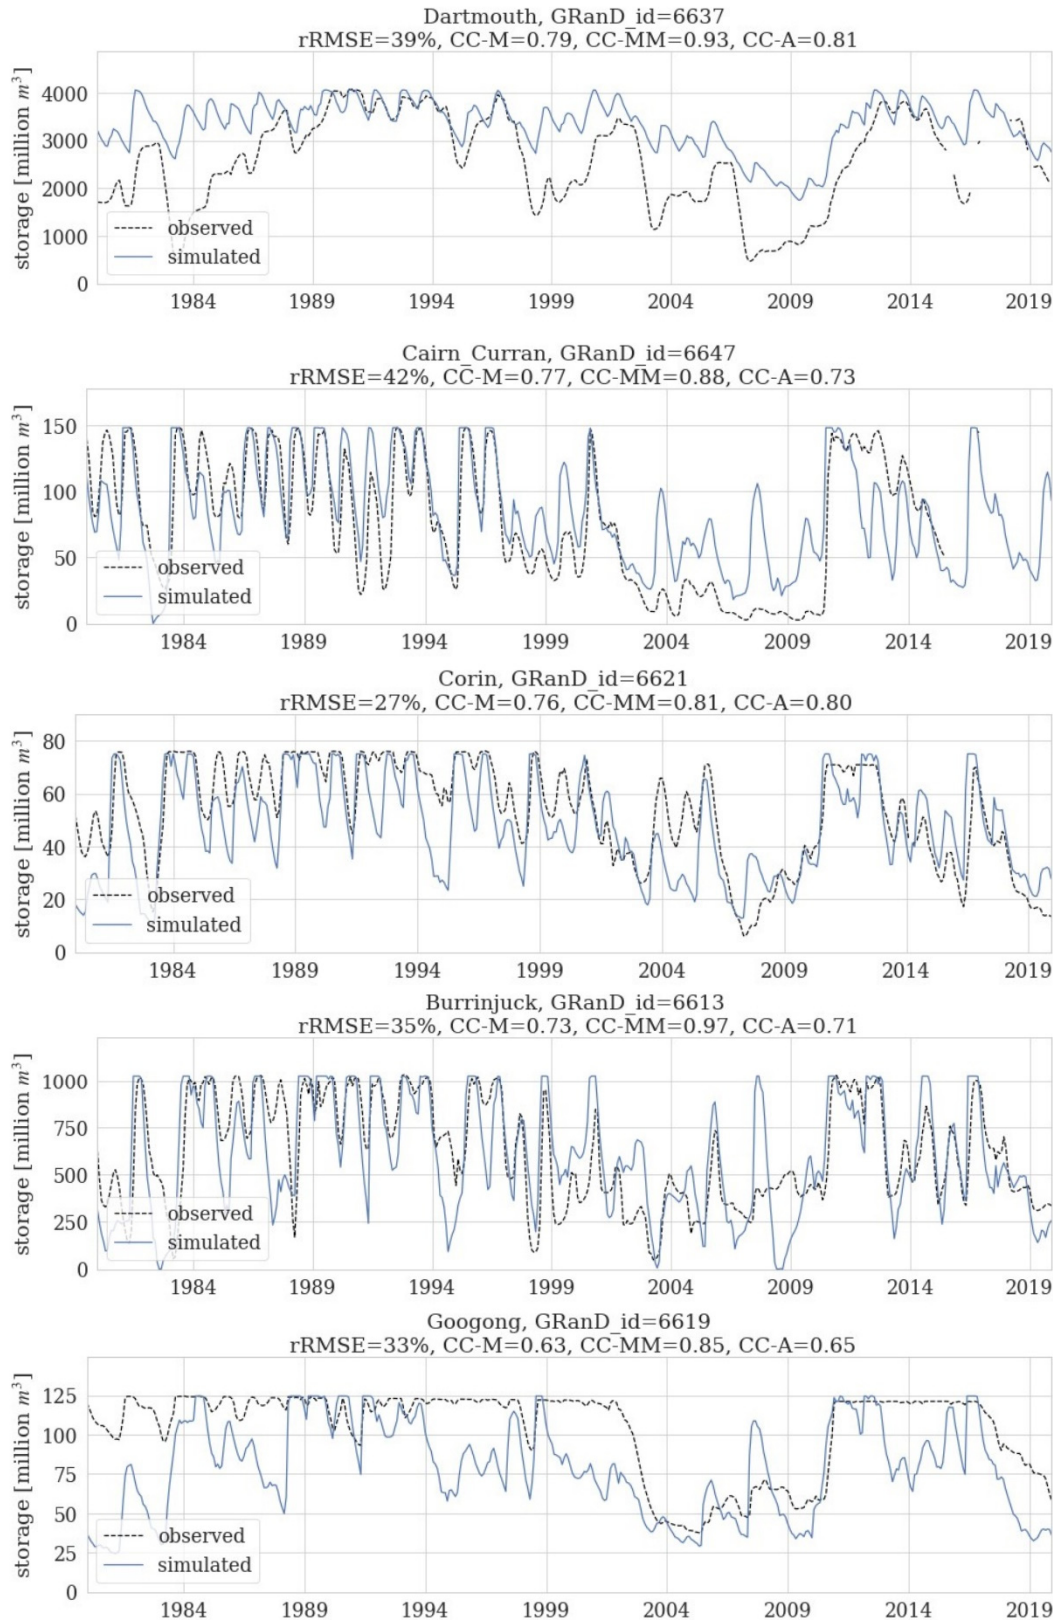 Dartmouth, GRanD_id=6637
rRMSE=39%, CC-M=0.79, CC-MM=0.93, CC-A=0.81
storage [million m³]
4000
3000
2000
1000
0
observed
simulated
1984 1989 1994 1999 2004 2009 2014 2019
Cairn_Curran, GRanD_id=6647
rRMSE=42%, CC-M=0.77, CC-MM=0.88, CC-A=0.73
storage [million m³]
150
100
50
0
observed
simulated
1984 1989 1994 1999 2004 2009 2014 2019
Corin, GRanD_id=6621
rRMSE=27%, CC-M=0.76, CC-MM=0.81, CC-A=0.80
storage [million m³]
80
60
40
20
0
observed
simulated
1984 1989 1994 1999 2004 2009 2014 2019
Burrinjuck, GRanD_id=6613
rRMSE=35%, CC-M=0.73, CC-MM=0.97, CC-A=0.71
storage [million m³]
1000
750
500
250
0
observed
simulated
1984 1989 1994 1999 2004 2009 2014 2019
Googong, GRanD_id=6619
rRMSE=33%, CC-M=0.63, CC-MM=0.85, CC-A=0.65
storage [million m³]
125
100
75
50
25
0
observed
simulated
1984 1989 1994 1999 2004 2009 2014 2019